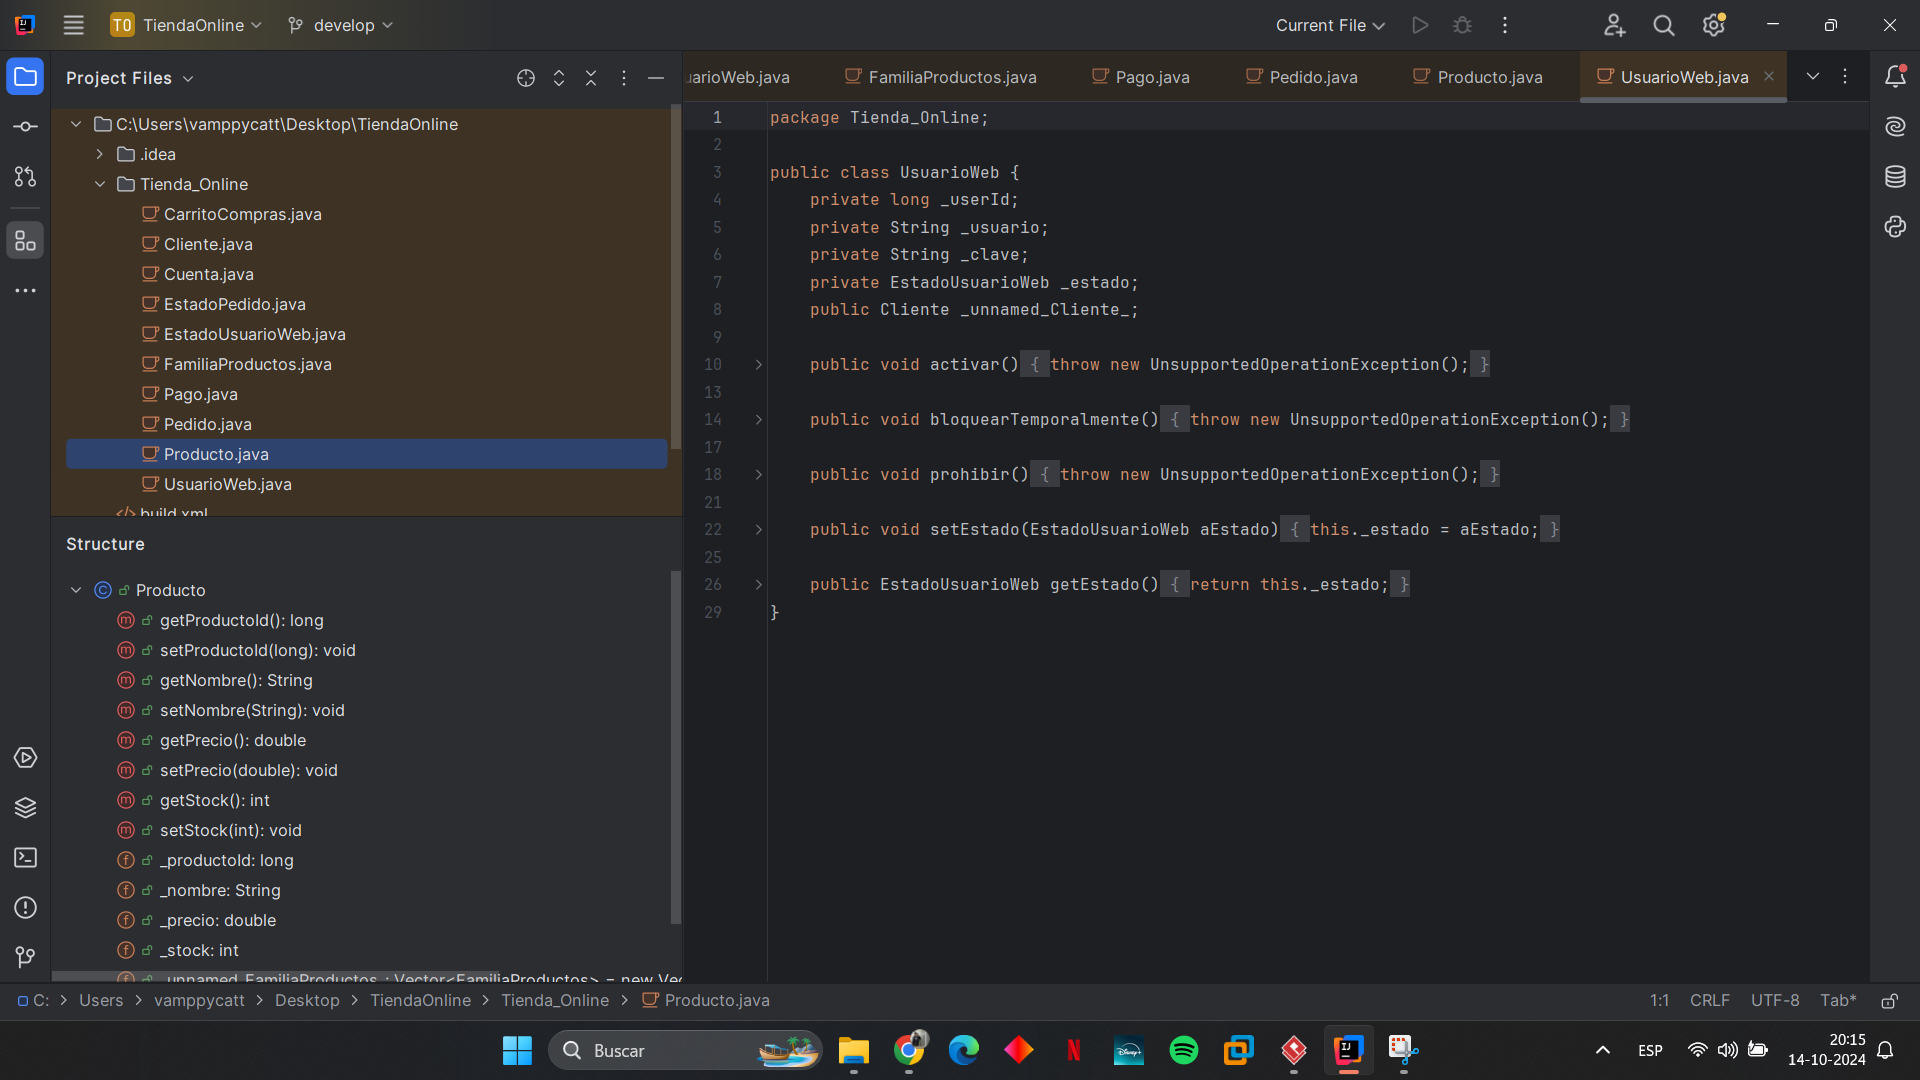 TO TiendaOnline develop Current File
Project Files
uarioWeb.java FamiliaProductos.java Pago.java Pedido.java Producto.java UsuarioWeb.java
C:\Users\vamppycatt\Desktop\TiendaOnline
.idea
Tienda_Online
CarritoCompras.java
Cliente.java
Cuenta.java
EstadoPedido.java
EstadoUsuarioWeb.java
FamiliaProductos.java
Pago.java
Pedido.java
Producto.java
UsuarioWeb.java
build.xml
Structure
Producto
getProductoId(): long
setProductoId(long): void
getNombre(): String
setNombre(String): void
getPrecio(): double
setPrecio(double): void
getStock(): int
setStock(int): void
_productoId: long
_nombre: String
_precio: double
_stock: int
_unnamed_FamiliaProductos_: Vector<FamiliaProductos> = new Vec
1 package Tienda_Online;
2
3 public class UsuarioWeb {
4 private long _userId;
5 private String _usuario;
6 private String _clave;
7 private EstadoUsuarioWeb _estado;
8 public Cliente _unnamed_Cliente_;
9
10 public void activar() { throw new UnsupportedOperationException(); }
13
14 public void bloquearTemporalmente() { throw new UnsupportedOperationException(); }
17
18 public void prohibir() { throw new UnsupportedOperationException(); }
21
22 public void setEstado(EstadoUsuarioWeb aEstado) { this._estado = aEstado; }
25
26 public EstadoUsuarioWeb getEstado() { return this._estado; }
29 }
C: > Users > vamppycatt > Desktop > TiendaOnline > Tienda_Online > Producto.java
1:1 CRLF UTF-8 Tab*
Buscar
ESP
20:15
14-10-2024